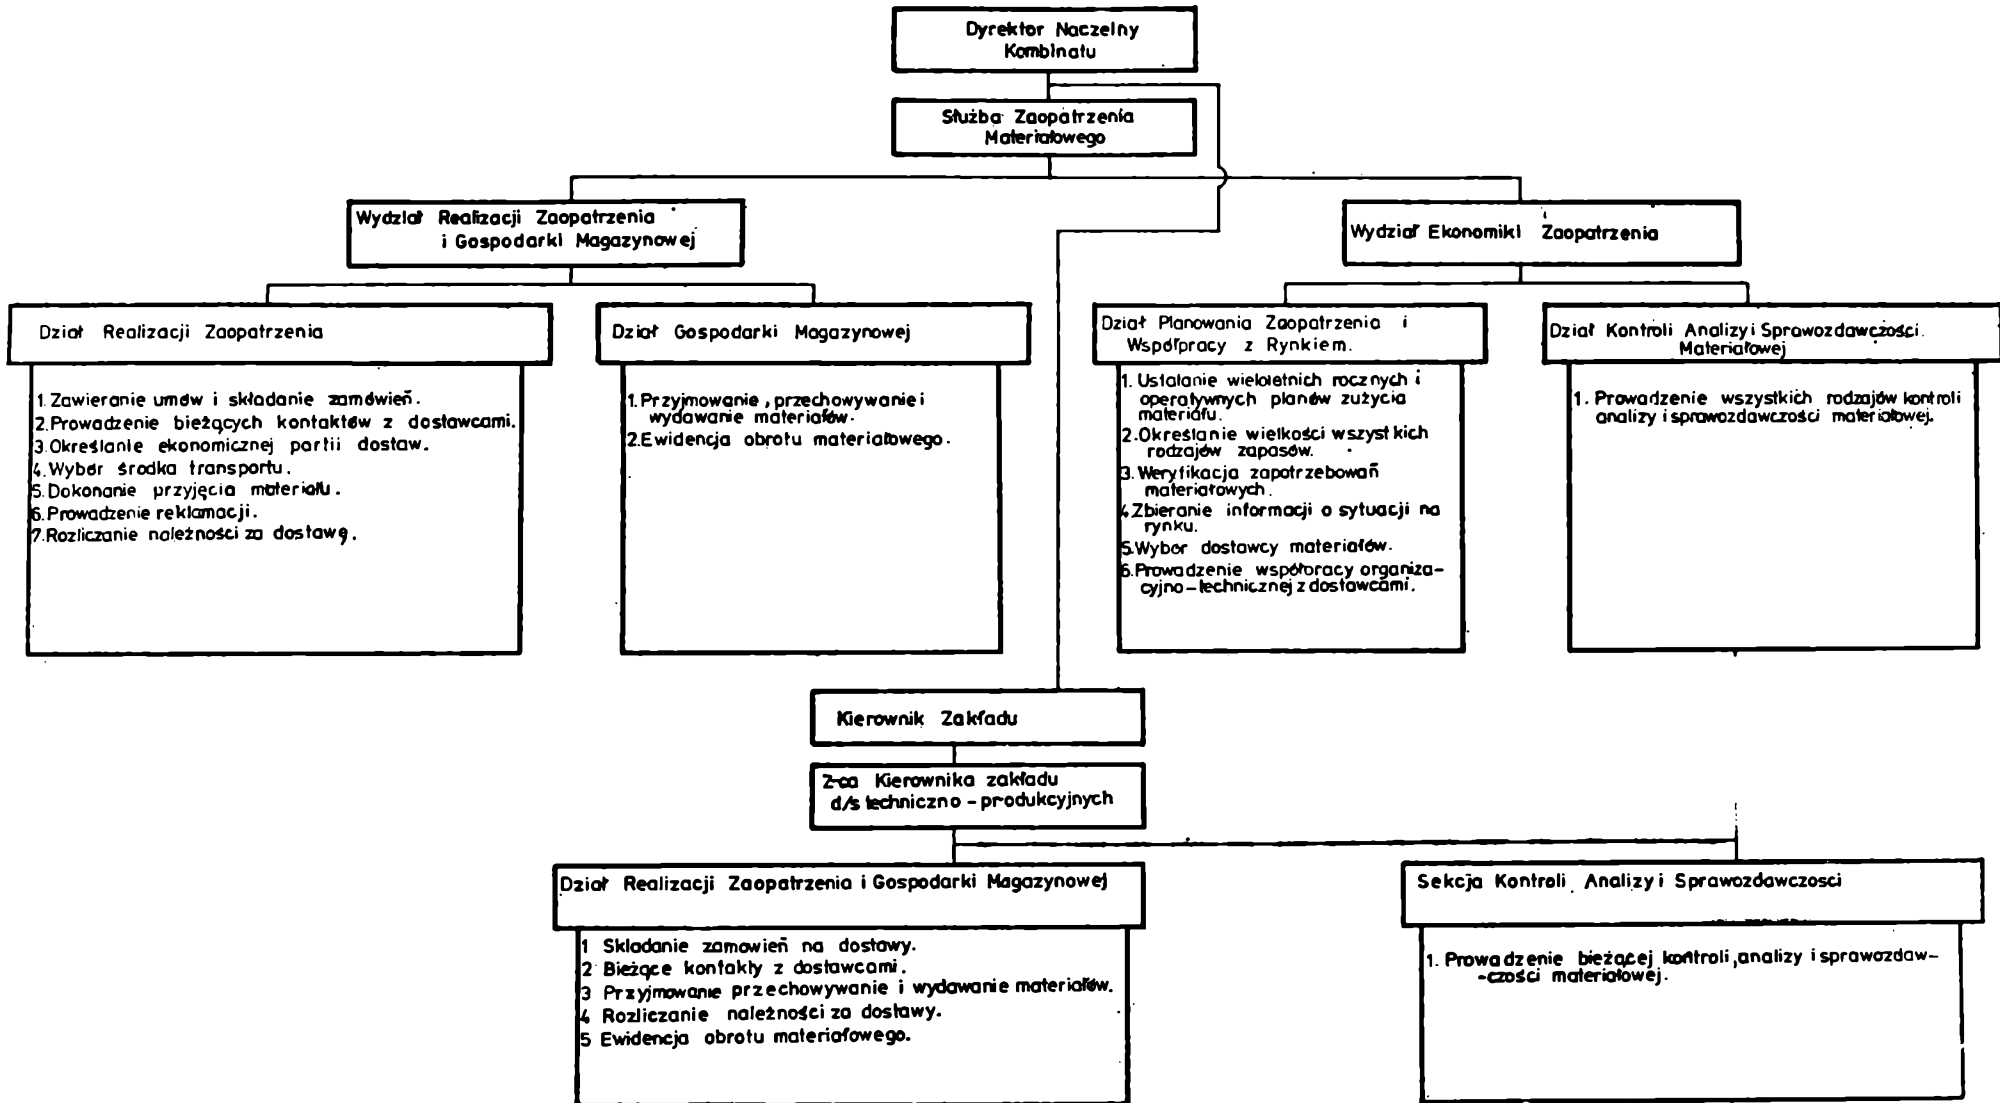 Dyrektor Naczelny
Kombinatu
Służba Zaopatrzenia
Materiałowego
Wydział Realizacji Zaopatrzenia
i Gospodarki Magazynowej
Wydział Ekonomiki Zaopatrzenia
Dział Realizacji Zaopatrzenia
1. Zawieranie umów i składanie zamówień.
2. Prowadzenie bieżących kontaktów z dostawcami.
3. Określanie ekonomicznej partii dostaw.
4. Wybór środka transportu.
5. Dokonanie przyjęcia materiału.
6. Prowadzenie reklamacji.
7. Rozliczanie należności za dostawę.
Dział Gospodarki Magazynowej
1. Przyjmowanie, przechowywanie i
wydawanie materiałów.
2. Ewidencja obrotu materiałowego.
Dział Planowania Zaopatrzenia i
Współpracy z Rynkiem.
1. Ustalanie wieloletnich rocznych i
operatywnych planów zużycia
materiału.
2. Określanie wielkości wszystkich
rodzajów zapasów.
3. Weryfikacja zapotrzebowań
materiałowych.
4. Zbieranie informacji o sytuacji na
rynku.
5. Wybor dostawcy materiałów.
6. Prowadzenie współpracy organiza-
cyjno-technicznej z dostawcami.
Dział Kontroli Analizy i Sprawozdawczości.
Materiałowej
1. Prowadzenie wszystkich rodzajów kontroli
analizy i sprawozdawczości materiałowej.
Kierownik Zakładu
Z-ca Kierownika zakładu
d/s techniczno-produkcyjnych
Dział Realizacji Zaopatrzenia i Gospodarki Magazynowej
1 Składanie zamowień na dostawy.
2 Bieżące kontakty z dostawcami.
3 Przyjmowanie przechowywanie i wydawanie materiałów.
4 Rozliczanie należności za dostawy.
5 Ewidencja obrotu materiałowego.
Sekcja Kontroli Analizy i Sprawozdawczosci
1. Prowadzenie bieżącej kontroli, analizy i sprawozdaw-
-czości materiałowej.